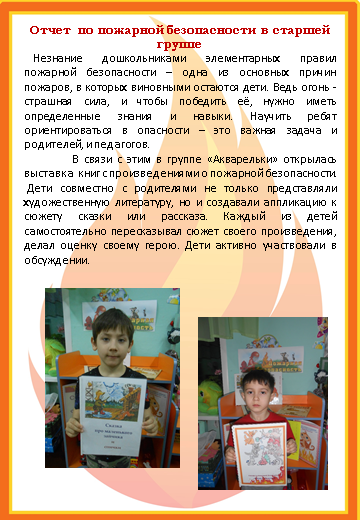 Отчет по пожарной безопасности в старшей
группе
Незнание дошкольниками элементарных правил
пожарной безопасности – одна из основных причин
пожаров, в которых виновными остаются дети. Ведь огонь -
страшная сила, и чтобы победить её, нужно иметь
определенные знания и навыки. Научить ребят
ориентироваться в опасности – это важная задача и
родителей, и педагогов.
В связи с этим в группе «Акварельки» открылась
выставка книг с произведениями о пожарной безопасности.
Дети совместно с родителями не только представляли
художественную литературу, но и создавали аппликацию к
сюжету сказки или рассказа. Каждый из детей
самостоятельно пересказывал сюжет своего произведения,
делал оценку своему герою. Дети активно участвовали в
обсуждении.
Сказка